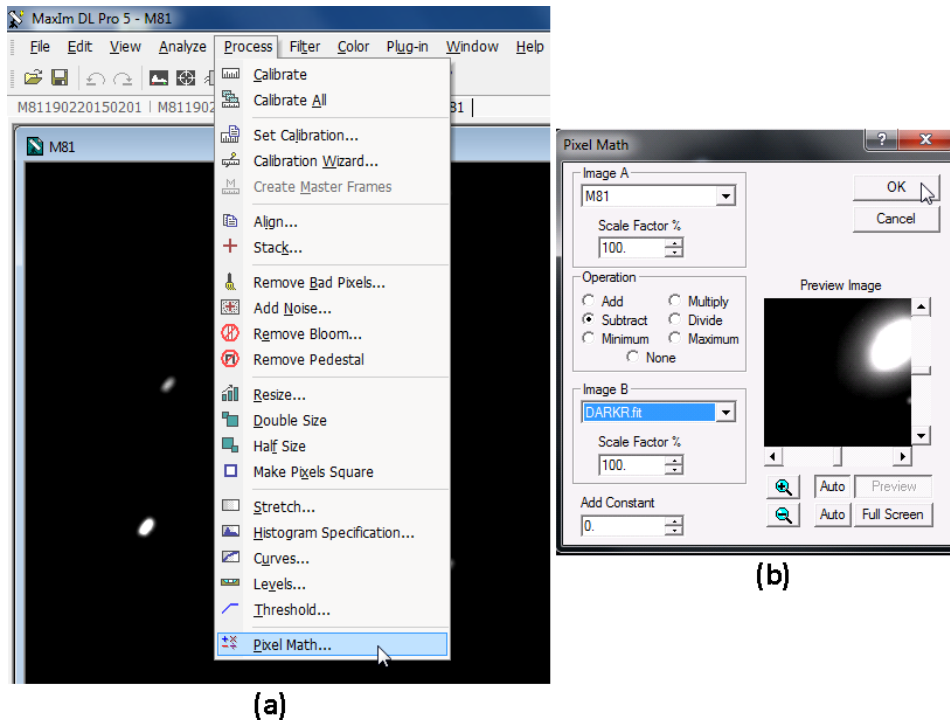 MaxIm DL Pro 5 - M81
File Edit View Analyze Process Filter Color Plug-in Window Help
M81190220150201 | M811902
81 |
M81
Calibrate
Calibrate All
Set Calibration...
Calibration Wizard...
Create Master Frames
Align...
Stack...
Remove Bad Pixels...
Add Noise...
Remove Bloom...
Remove Pedestal
Resize...
Double Size
Half Size
Make Pixels Square
Stretch...
Histogram Specification...
Curves...
Levels...
Threshold...
Pixel Math...
(a)
Pixel Math
Image A
M81
Scale Factor %
100.
OK
Cancel
Operation
Add Multiply
Subtract Divide
Minimum Maximum
None
Preview Image
Image B
DARKR.fit
Scale Factor %
100.
Add Constant
0.
Auto Preview
Auto Full Screen
(b)